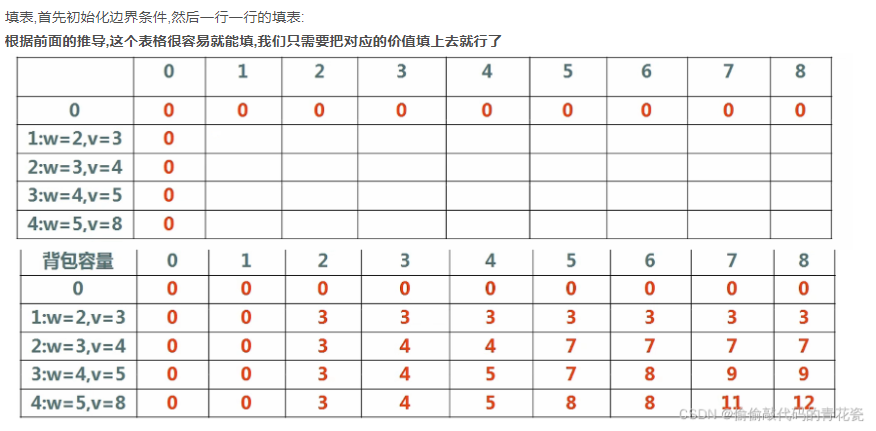 填表,首先初始化边界条件,然后一行一行的填表:
根据前面的推导,这个表格很容易就能填,我们只需要把对应的价值填上去就行了
0 1 2 3 4 5 6 7 8
0 0 0 0 0 0 0 0 0 0
1:w=2,v=3 0
2:w=3,v=4 0
3:w=4,v=5 0
4:w=5,v=8 0
背包容量 0 1 2 3 4 5 6 7 8
0 0 0 0 0 0 0 0 0 0
1:w=2,v=3 0 0 3 3 3 3 3 3 3
2:w=3,v=4 0 0 3 4 4 7 7 7 7
3:w=4,v=5 0 0 3 4 5 7 8 9 9
4:w=5,v=8 0 0 3 4 5 8 8 11 12
CSDN @偷偷敲代码的青花瓷